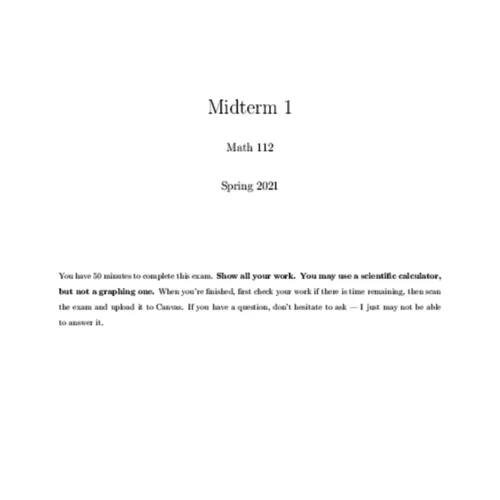 Midterm 1
Math 112
Spring 2021
You have 50 minutes to complete this exam. Show all your work. You may use a scientific calculator,
but not a graphing one. When you're finished, first check your work if there is time remaining, then scan
the exam and upload it to Canvas. If you have a question, don't hesitate to ask — I just may not be able
to answer it.